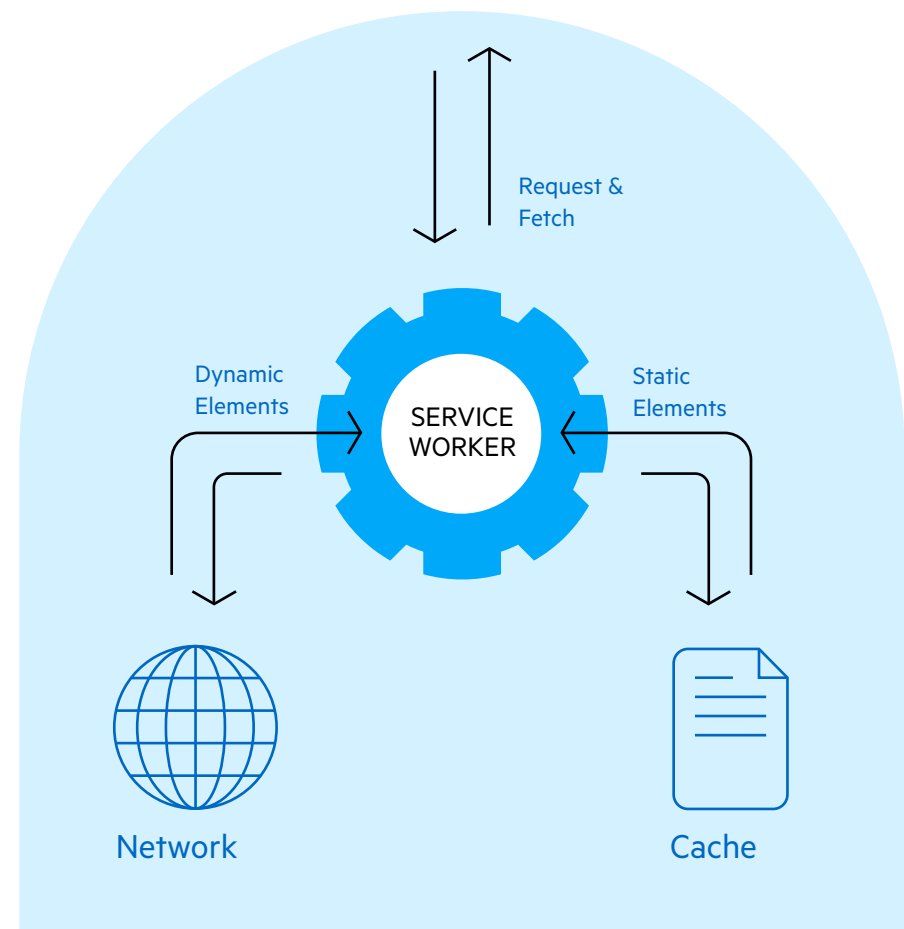 Request &
Fetch
Dynamic
Elements
SERVICE
WORKER
Static
Elements
Network
Cache